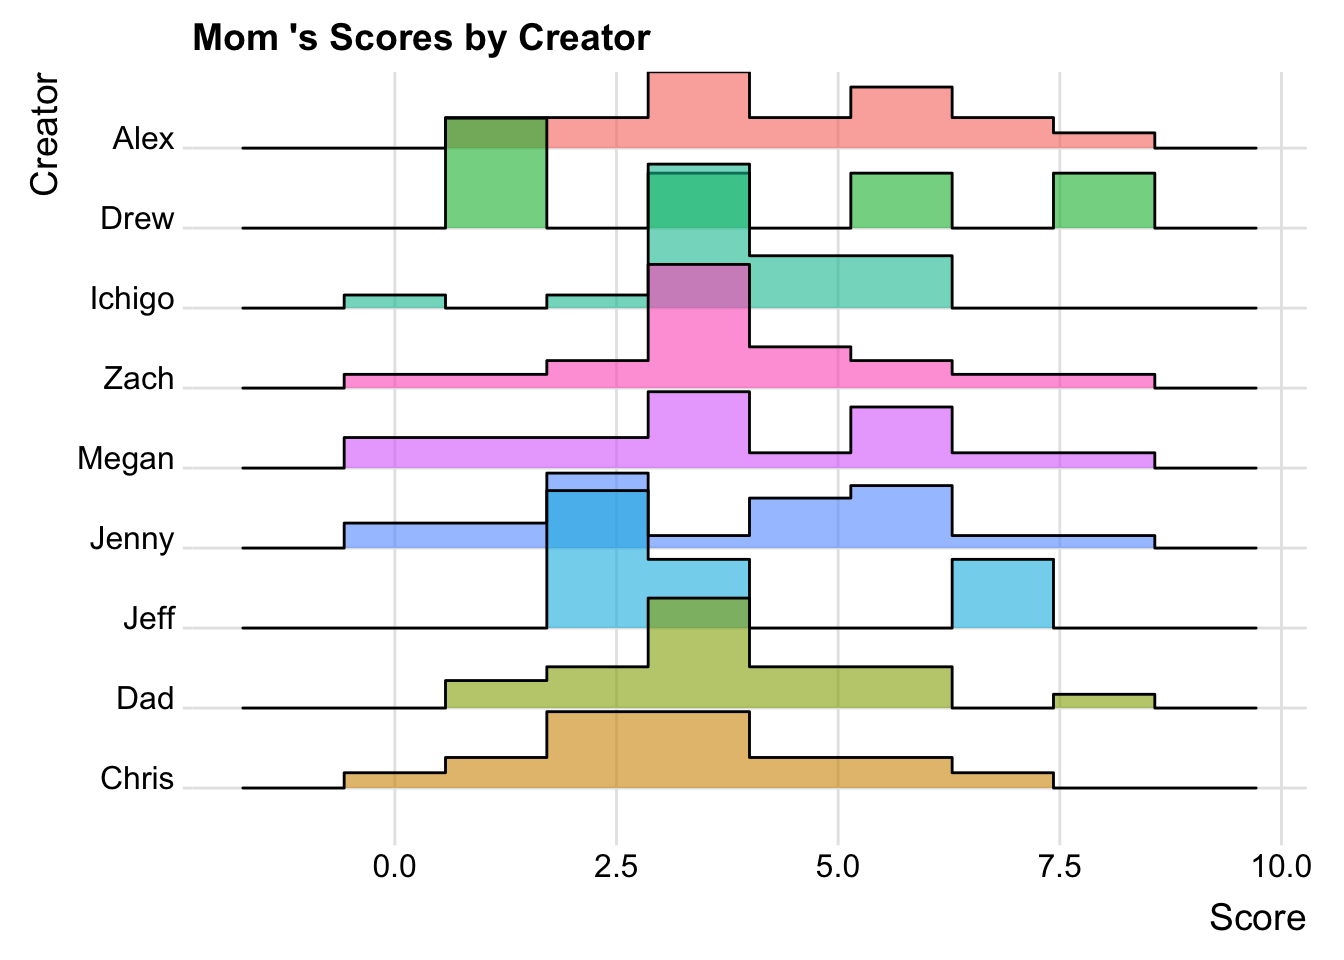 Mom 's Scores by Creator
Creator
Alex
Drew
Ichigo
Zach
Megan
Jenny
Jeff
Dad
Chris
0.0 2.5 5.0 7.5 10.0
Score